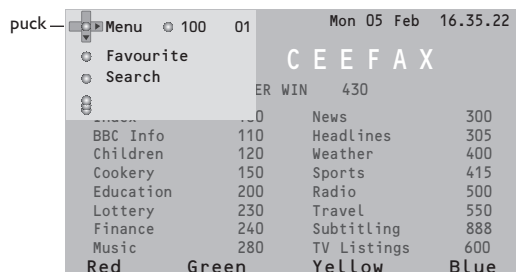 puck
Menu 100 01 Mon 05 Feb 16.35.22
Favourite
Search
CEEFAX
ER WIN 430
News 300
BBC Info 110 Headlines 305
Children 120 Weather 400
Cookery 150 Sports 415
Education 200 Radio 500
Lottery 230 Travel 550
Finance 240 Subtitling 888
Music 280 TV Listings 600
Red Green Yellow Blue